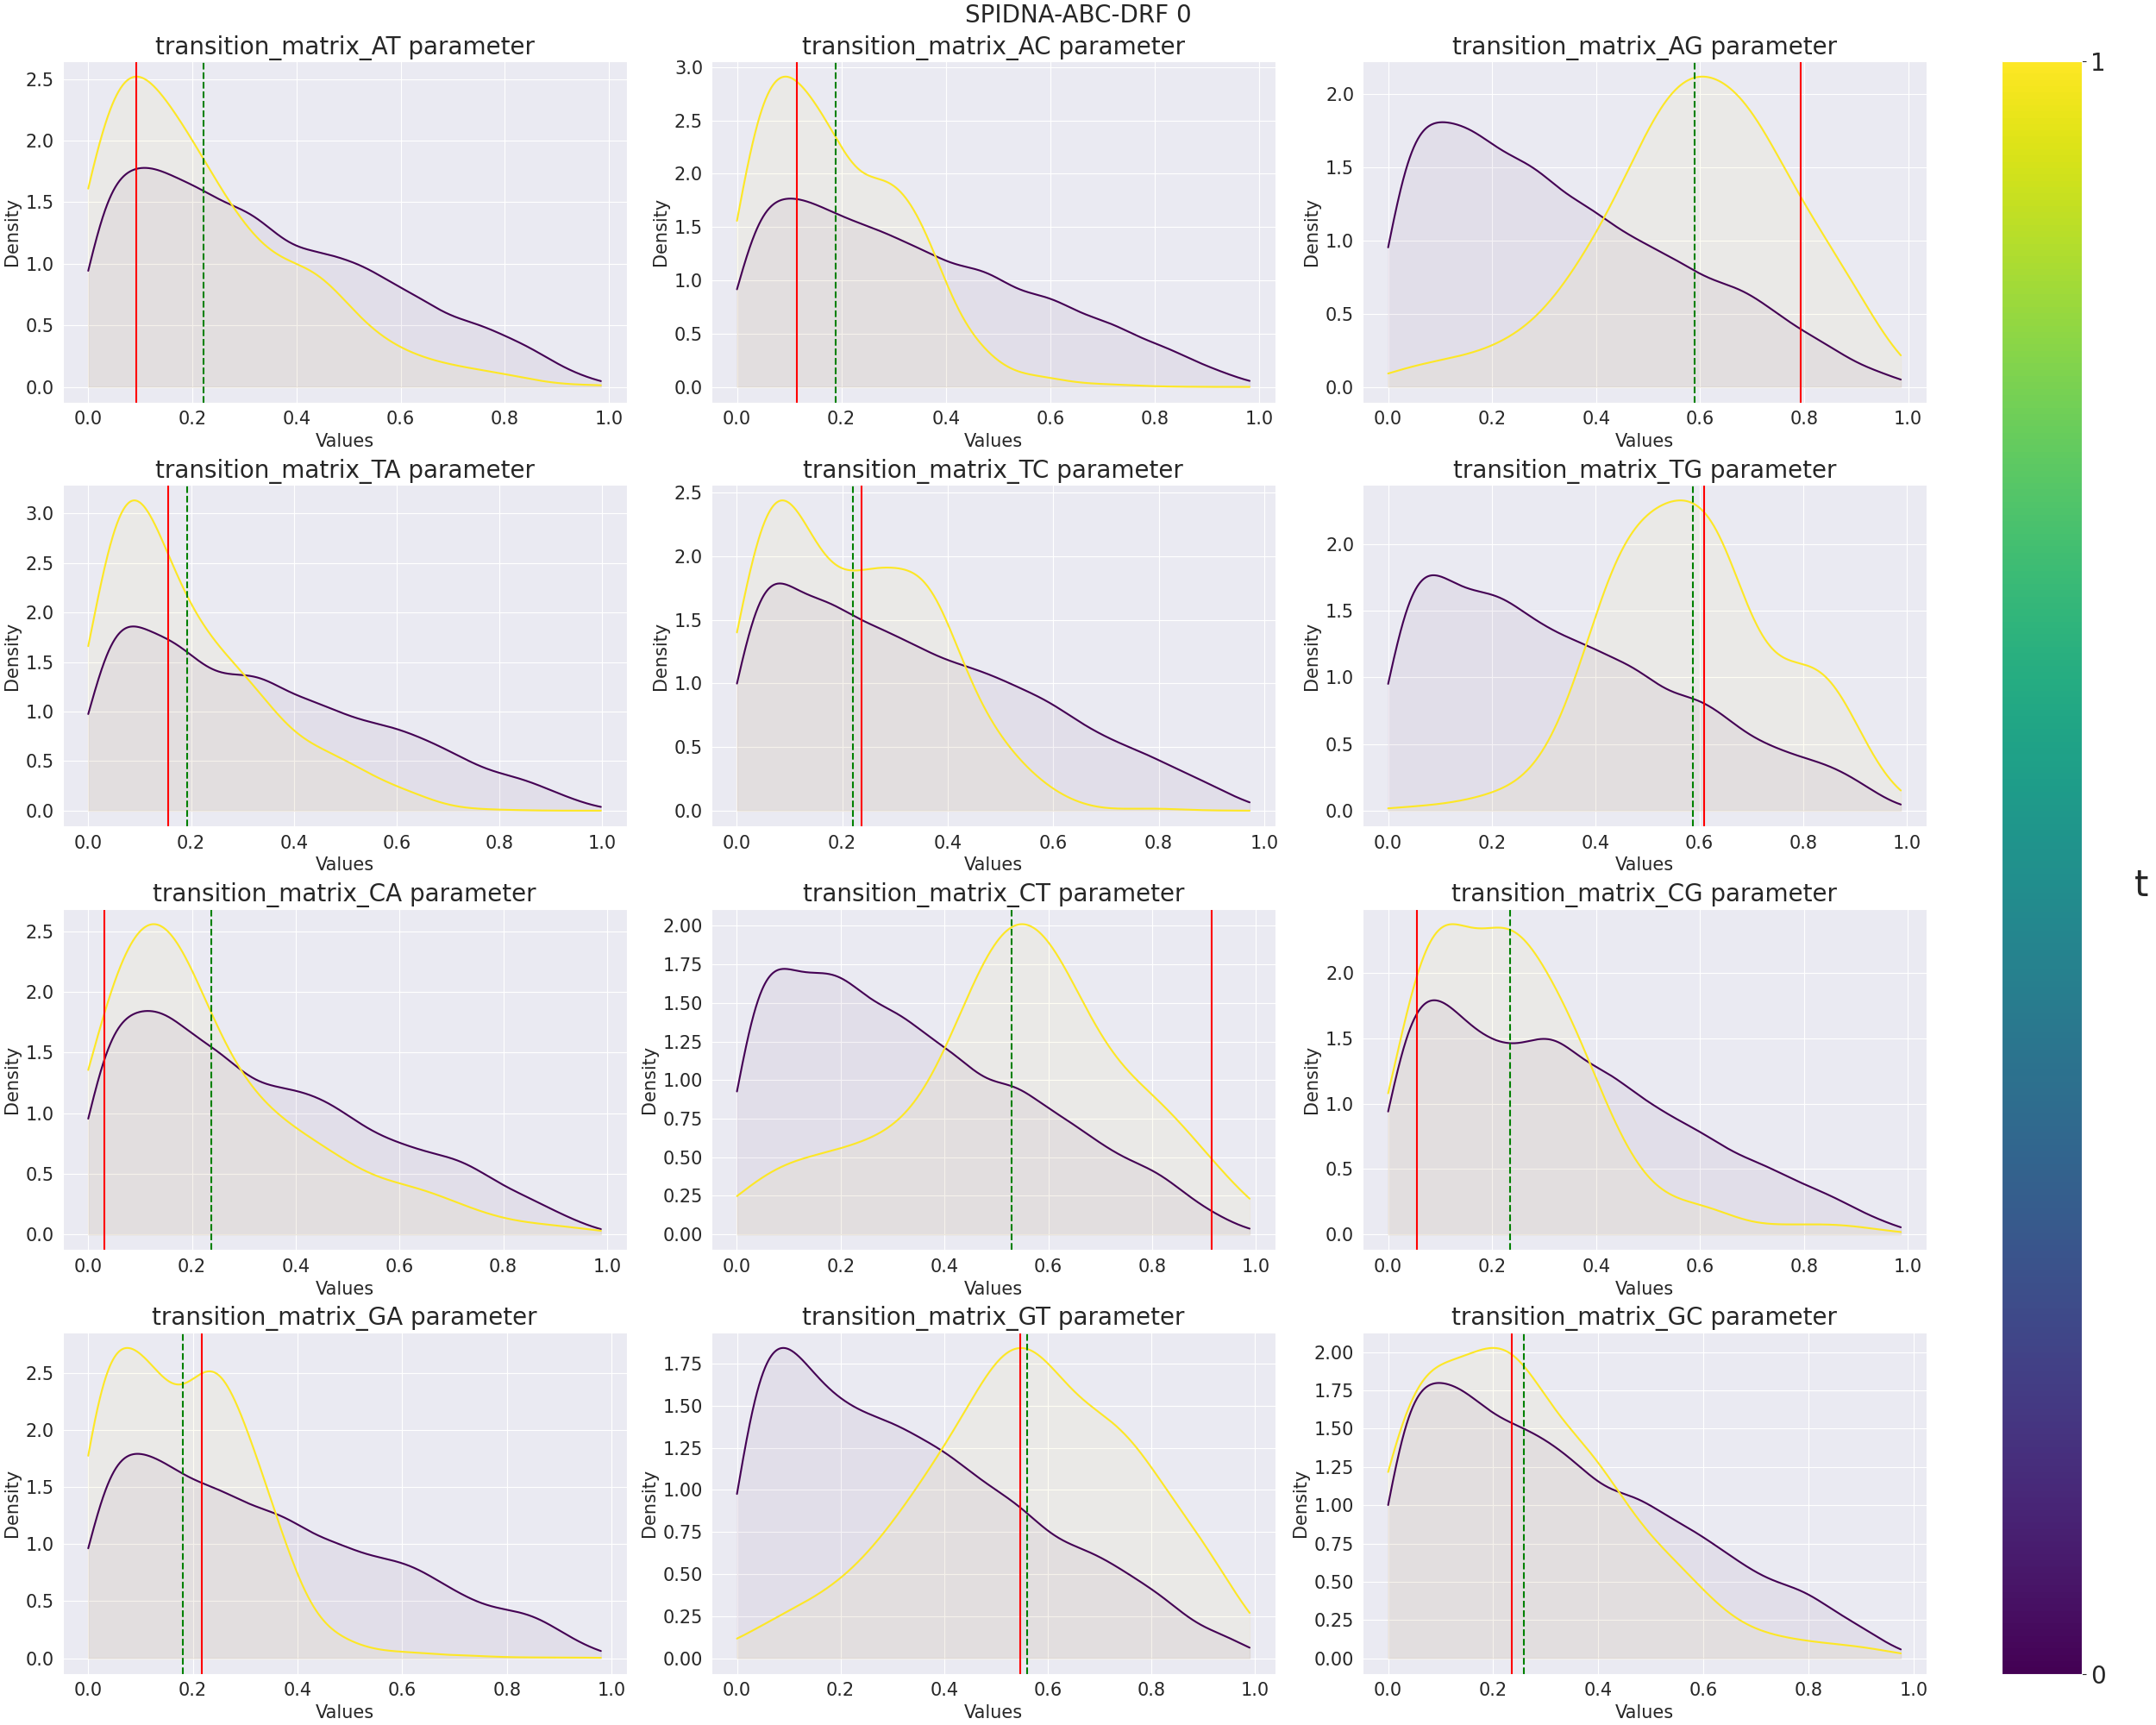 SPIDNA-ABC-DRF 0
transition_matrix_AT parameter
Density
2.5
2.0
1.5
1.0
0.5
0.0
0.0 0.2 0.4 0.6 0.8 1.0
Values
transition_matrix_AC parameter
Density
3.0
2.5
2.0
1.5
1.0
0.5
0.0
0.0 0.2 0.4 0.6 0.8 1.0
Values
transition_matrix_AG parameter
Density
2.0
1.5
1.0
0.5
0.0
0.0 0.2 0.4 0.6 0.8 1.0
Values
transition_matrix_TA parameter
Density
3.0
2.5
2.0
1.5
1.0
0.5
0.0
0.0 0.2 0.4 0.6 0.8 1.0
Values
transition_matrix_TC parameter
Density
2.5
2.0
1.5
1.0
0.5
0.0
0.0 0.2 0.4 0.6 0.8 1.0
Values
transition_matrix_TG parameter
Density
2.0
1.5
1.0
0.5
0.0
0.0 0.2 0.4 0.6 0.8 1.0
Values
transition_matrix_CA parameter
Density
2.5
2.0
1.5
1.0
0.5
0.0
0.0 0.2 0.4 0.6 0.8 1.0
Values
transition_matrix_CT parameter
Density
2.00
1.75
1.50
1.25
1.00
0.75
0.50
0.25
0.00
0.0 0.2 0.4 0.6 0.8 1.0
Values
transition_matrix_CG parameter
Density
2.0
1.5
1.0
0.5
0.0
0.0 0.2 0.4 0.6 0.8 1.0
Values
transition_matrix_GA parameter
Density
2.5
2.0
1.5
1.0
0.5
0.0
0.0 0.2 0.4 0.6 0.8 1.0
Values
transition_matrix_GT parameter
Density
1.75
1.50
1.25
1.00
0.75
0.50
0.25
0.00
0.0 0.2 0.4 0.6 0.8 1.0
Values
transition_matrix_GC parameter
Density
2.00
1.75
1.50
1.25
1.00
0.75
0.50
0.25
0.00
0.0 0.2 0.4 0.6 0.8 1.0
Values
1
t
0